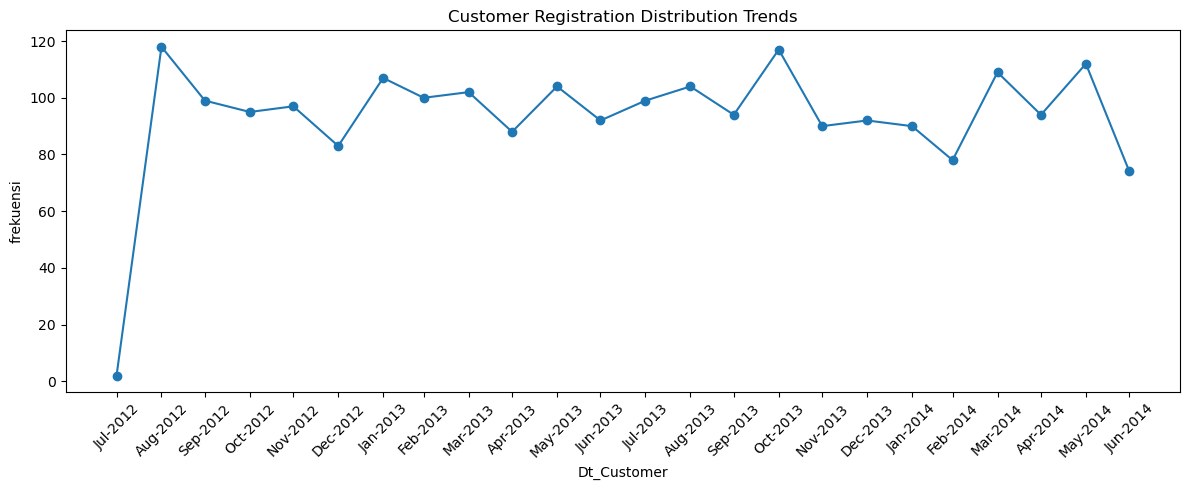 Customer Registration Distribution Trends
frekuensi
120
100
80
60
40
20
0
Jul-2012
Aug-2012
Sep-2012
Oct-2012
Nov-2012
Dec-2012
Jan-2013
Feb-2013
Mar-2013
Apr-2013
May-2013
Jun-2013
Jul-2013
Aug-2013
Sep-2013
Oct-2013
Nov-2013
Dec-2013
Jan-2014
Feb-2014
Mar-2014
Apr-2014
May-2014
Jun-2014
Dt_Customer